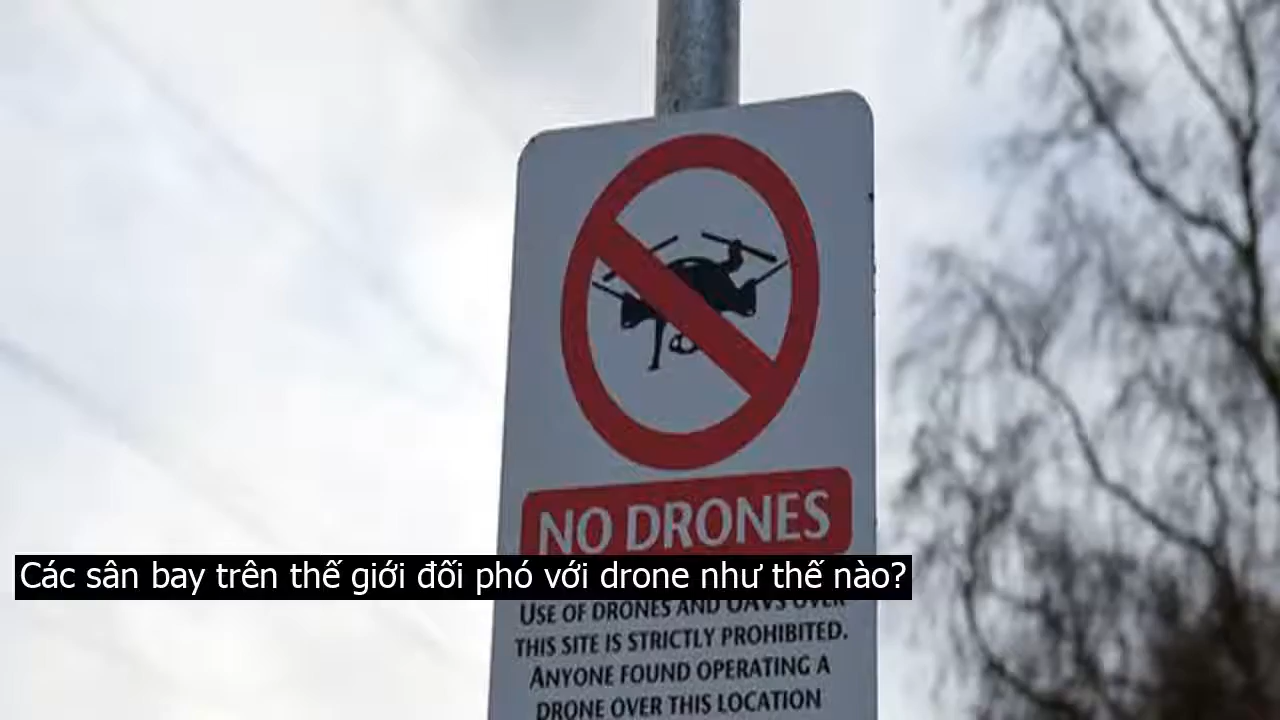 NO DRONES
Các sân bay trên thế giới đối phó với drone như thế nào?
USE OF DRONES AND UAVS OVER
THIS SITE IS STRICTLY PROHIBITED.
ANYONE FOUND OPERATING A
DRONE OVER THIS LOCATION